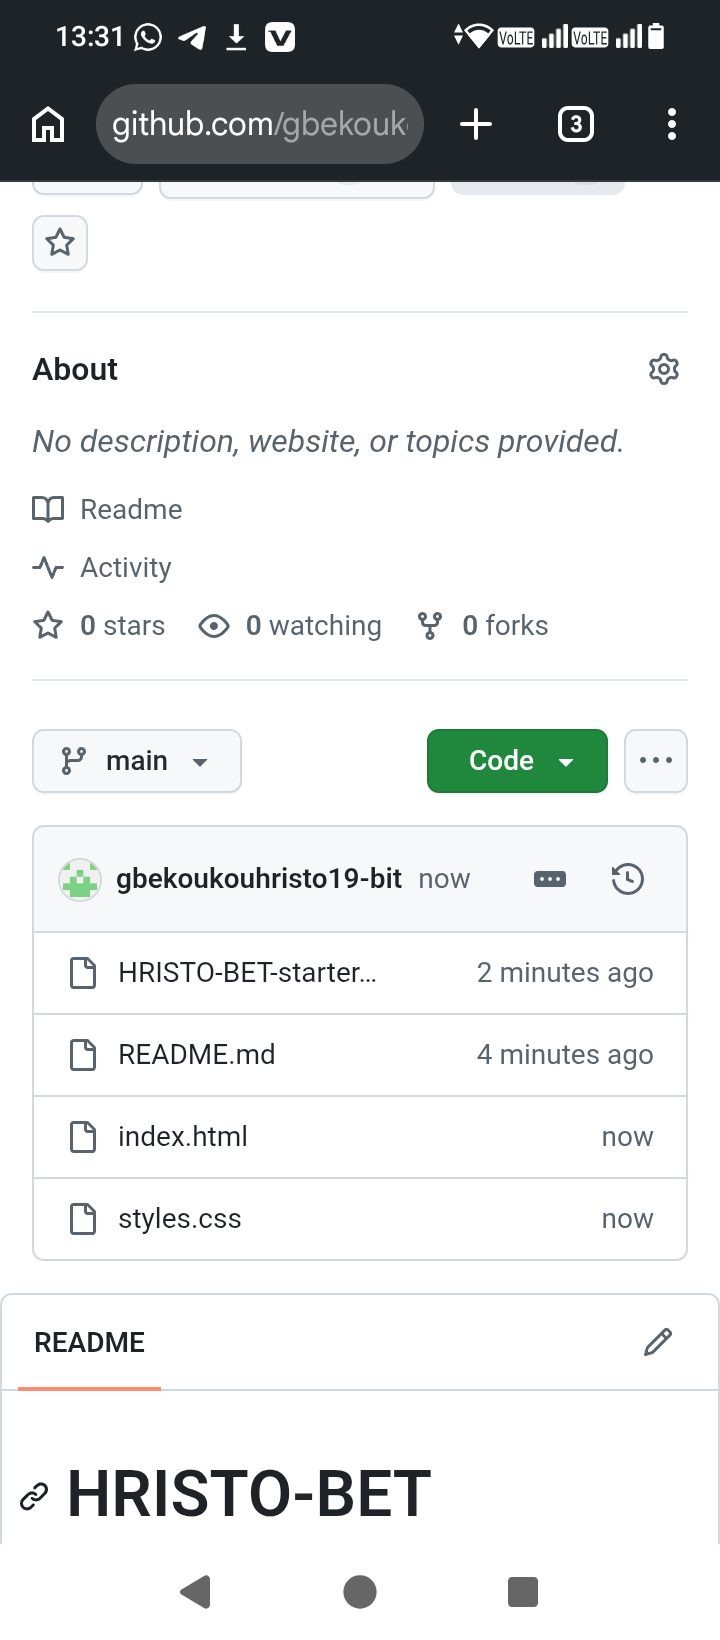 13:31 VoLTE VoLTE
github.com/gbekouk
3
About
No description, website, or topics provided.
Readme
Activity
0 stars 0 watching 0 forks
main Code
gbekoukouhristo19-bit now
HRISTO-BET-starter... 2 minutes ago
README.md 4 minutes ago
index.html now
styles.css now
README
HRISTO-BET